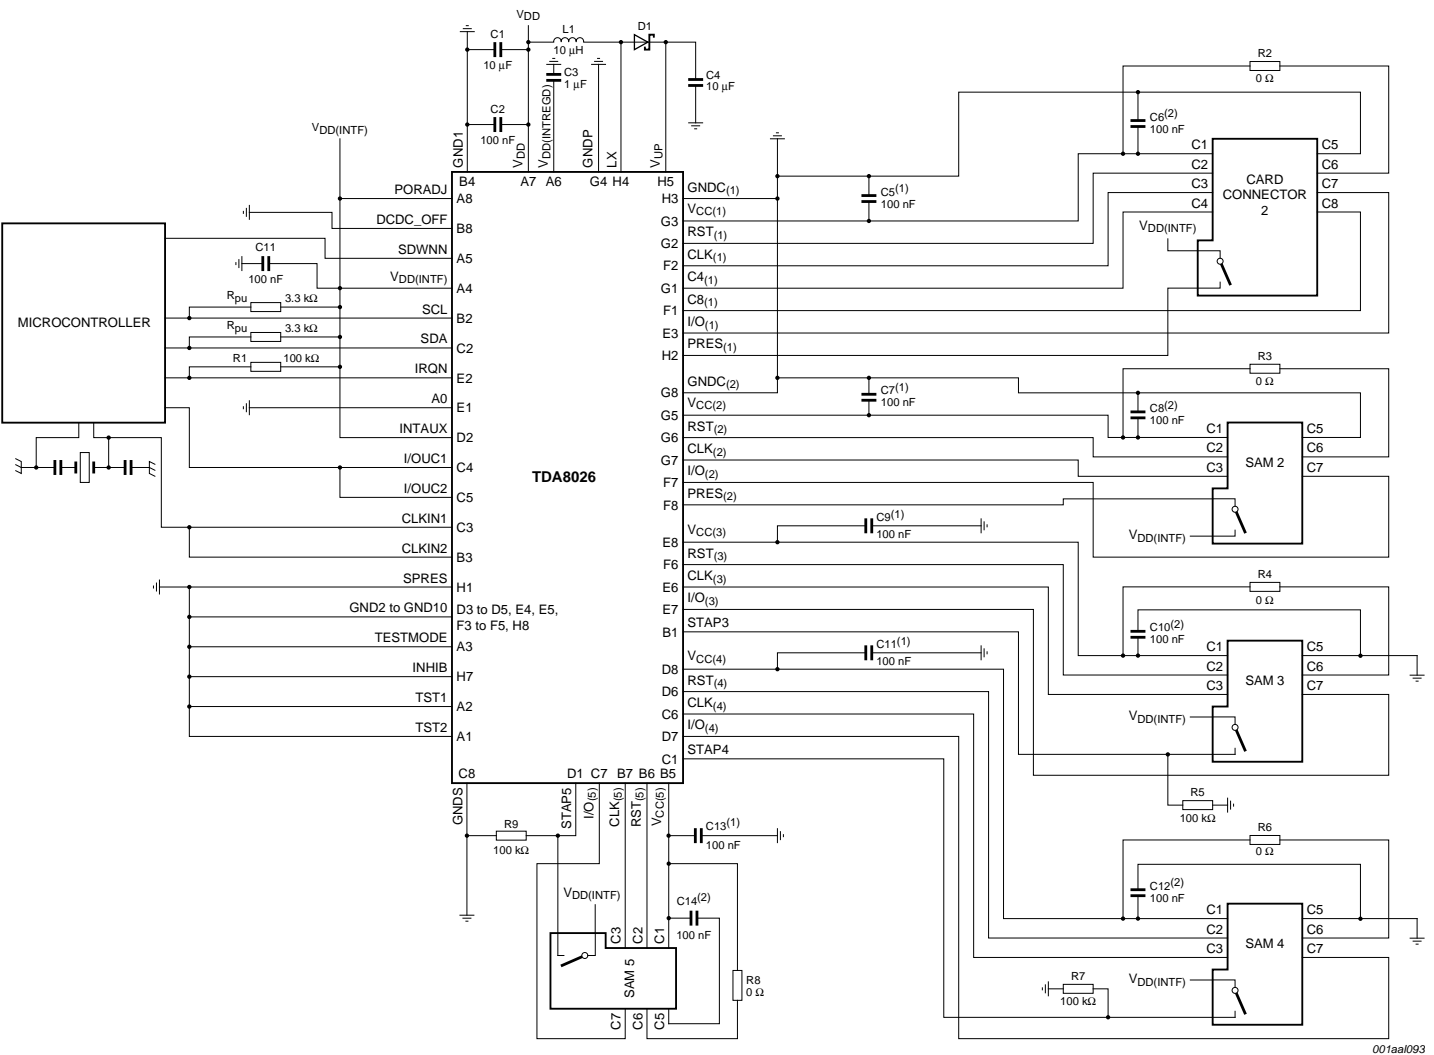 VDD
C1
10 µF
L1
10 µH
D1
C3
1 µF
C4
10 µF
C2
100 nF
VDD(INTF)
GND1
VDD
VDD(INTREGD)
GNDP
LX
VUP
B4
A7
A6
G4
H4
H5
MICROCONTROLLER
C11
100 nF
Rpu
3.3 kΩ
Rpu
3.3 kΩ
R1
100 kΩ
PORADJ
A8
DCDC_OFF
B8
SDWNN
A5
VDD(INTF)
A4
SCL
B2
SDA
C2
IRQN
E2
A0
E1
INTAUX
D2
I/OUC1
C4
I/OUC2
C5
CLKIN1
C3
CLKIN2
B3
SPRES
H1
GND2 to GND10
D3 to D5, E4, E5,
F3 to F5, H8
TESTMODE
A3
INHIB
H7
TST1
A2
TST2
A1
TDA8026
H3
GNDC(1)
G3
VCC(1)
G2
RST(1)
F2
CLK(1)
G1
C4(1)
F1
C8(1)
E3
I/O(1)
H2
PRES(1)
G8
GNDC(2)
G5
VCC(2)
G6
RST(2)
G7
CLK(2)
F7
I/O(2)
F8
PRES(2)
E8
VCC(3)
F6
RST(3)
E6
CLK(3)
E7
I/O(3)
B1
STAP3
D8
VCC(4)
D6
RST(4)
C6
CLK(4)
D7
I/O(4)
C1
STAP4
C5(1)
100 nF
R2
0 Ω
C6(2)
100 nF
C1
C2
C3
C4
CARD
CONNECTOR
2
C5
C6
C7
C8
VDD(INTF)
C7(1)
100 nF
R3
0 Ω
C8(2)
100 nF
C1
C2
C3
SAM 2
C5
C6
C7
VDD(INTF)
C9(1)
100 nF
R4
0 Ω
C10(2)
100 nF
C1
C2
C3
SAM 3
C5
C6
C7
VDD(INTF)
R5
100 kΩ
C11(1)
100 nF
R6
0 Ω
C12(2)
100 nF
C1
C2
C3
SAM 4
C5
C6
C7
VDD(INTF)
R7
100 kΩ
C8
D1
C7
B7
B6
B5
GNDS
STAP5
I/O(5)
CLK(5)
RST(5)
VCC(5)
R9
100 kΩ
C13(1)
100 nF
VDD(INTF)
C14(2)
100 nF
C3
C2
C1
SAM 5
C7
C6
C5
R8
0 Ω
001aal093